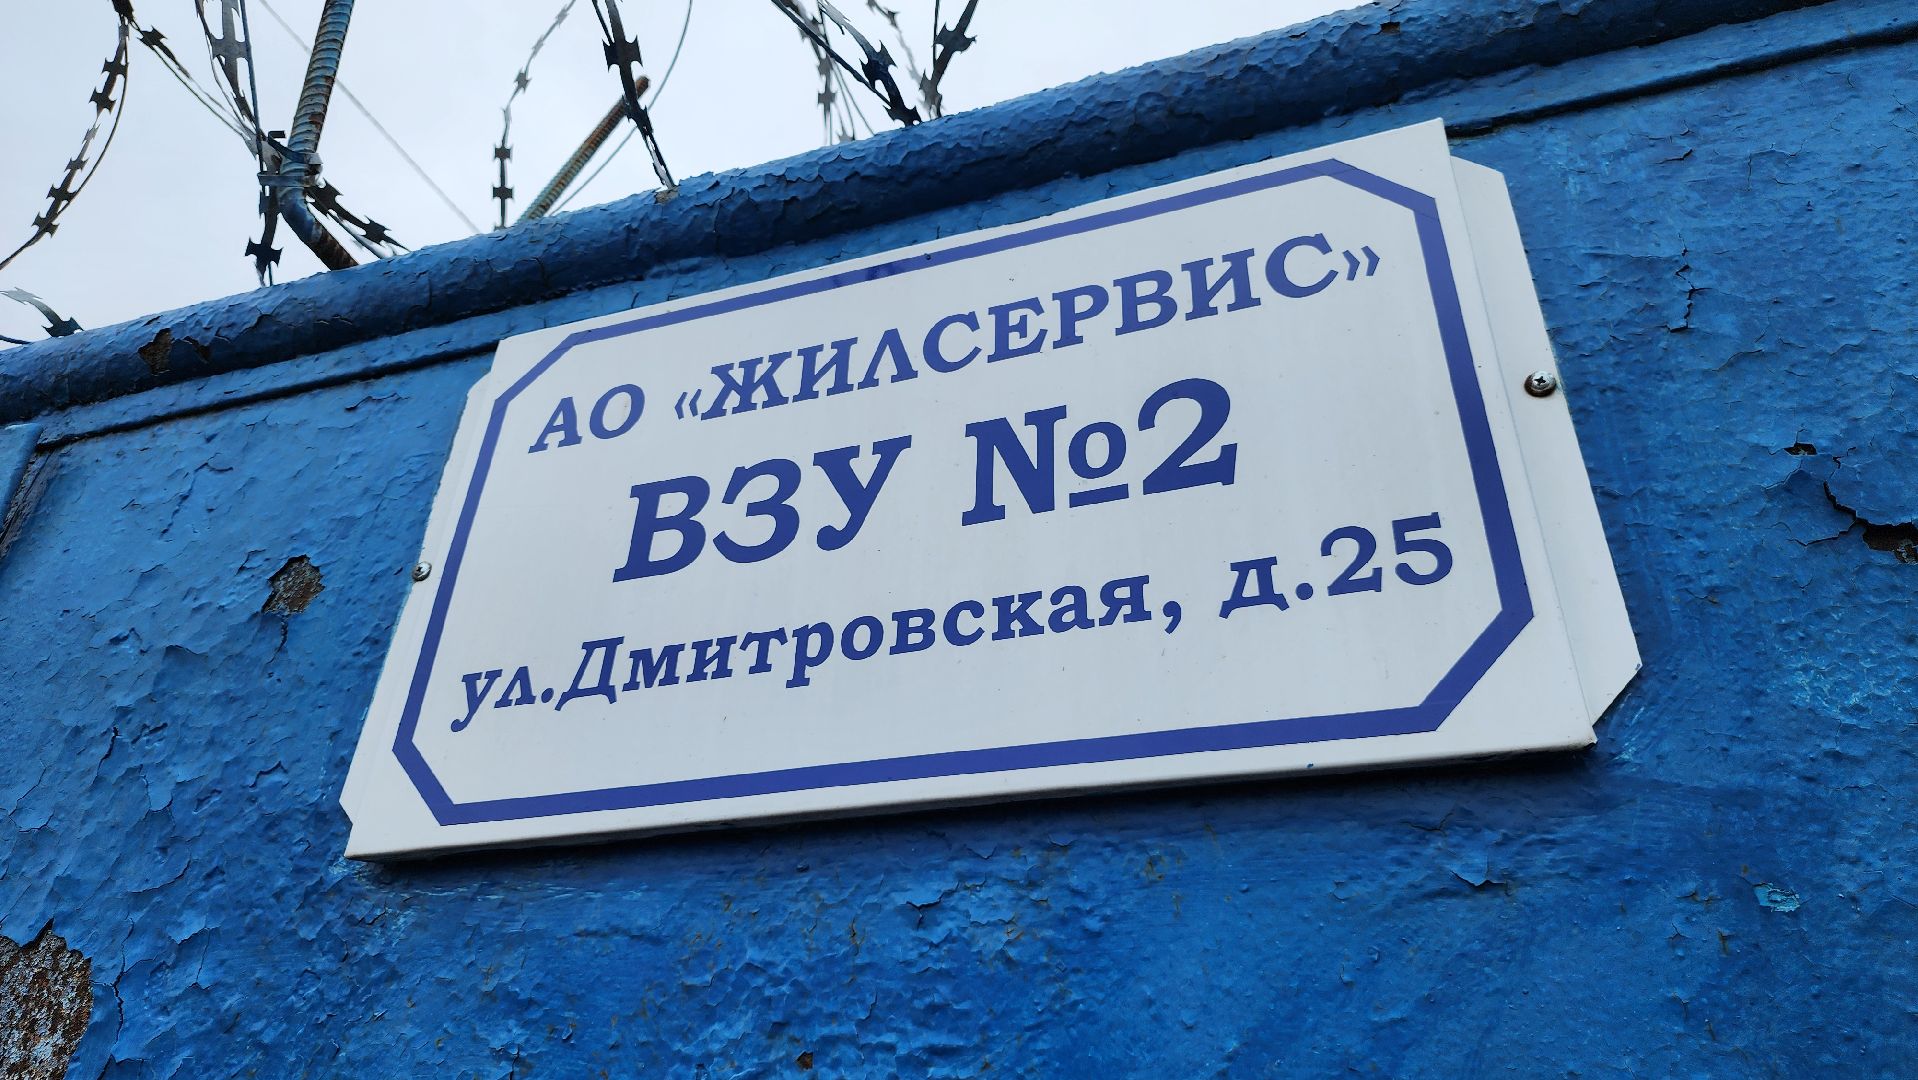 АО «ЖИЛСЕРВИС»
ВЗУ №2
ул.Дмитровская, д.25